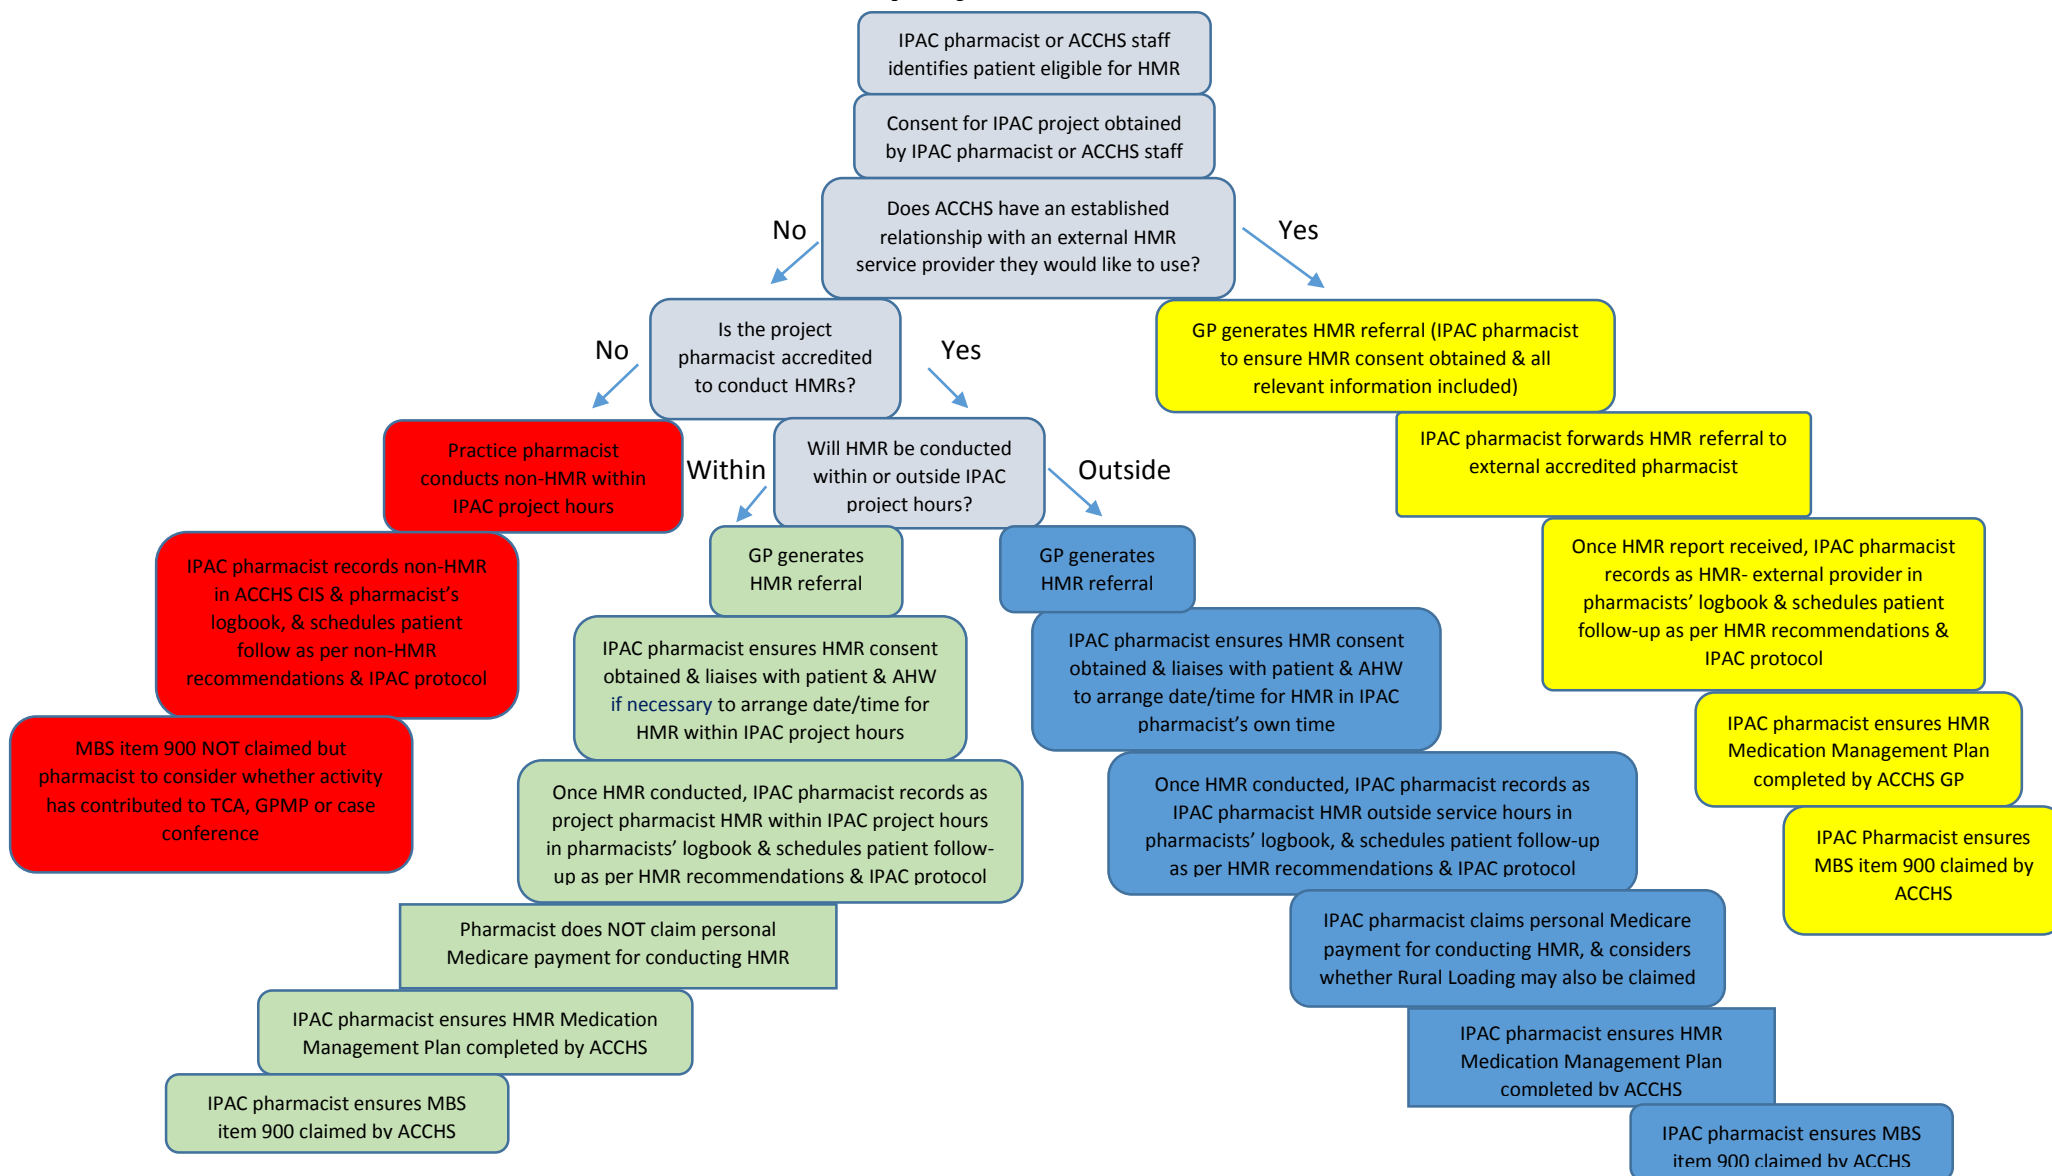 IPAC pharmacist or ACCHS staff
identifies patient eligible for HMR
Consent for IPAC project obtained
by IPAC pharmacist or ACCHS staff
Does ACCHS have an established
relationship with an external HMR
service provider they would like to use?
No
Yes
Is the project
pharmacist accredited
to conduct HMRs?
No
Yes
GP generates HMR referral (IPAC pharmacist
to ensure HMR consent obtained & all
relevant information included)
Practice pharmacist
conducts non-HMR within
IPAC project hours
Will HMR be conducted
within or outside IPAC
project hours?
Within
Outside
IPAC pharmacist forwards HMR referral to
external accredited pharmacist
IPAC pharmacist records non-HMR
in ACCHS CIS & pharmacist’s
logbook, & schedules patient
follow as per non-HMR
recommendations & IPAC protocol
GP generates
HMR referral
GP generates
HMR referral
Once HMR report received, IPAC pharmacist
records as HMR- external provider in
pharmacists’ logbook & schedules patient
follow-up as per HMR recommendations &
IPAC protocol
IPAC pharmacist ensures HMR consent
obtained & liaises with patient & AHW
if necessary to arrange date/time for
HMR within IPAC project hours
IPAC pharmacist ensures HMR consent
obtained & liaises with patient & AHW
to arrange date/time for HMR in IPAC
pharmacist’s own time
MBS item 900 NOT claimed but
pharmacist to consider whether activity
has contributed to TCA, GPMP or case
conference
IPAC pharmacist ensures HMR
Medication Management Plan
completed by ACCHS GP
Once HMR conducted, IPAC pharmacist records as
project pharmacist HMR within IPAC project hours
in pharmacists’ logbook & schedules patient follow-
up as per HMR recommendations & IPAC protocol
Once HMR conducted, IPAC pharmacist records as
IPAC pharmacist HMR outside service hours in
pharmacists’ logbook, & schedules patient follow-up
as per HMR recommendations & IPAC protocol
IPAC Pharmacist ensures
MBS item 900 claimed by
ACCHS
Pharmacist does NOT claim personal
Medicare payment for conducting HMR
IPAC pharmacist claims personal Medicare
payment for conducting HMR, & considers
whether Rural Loading may also be claimed
IPAC pharmacist ensures HMR Medication
Management Plan completed by ACCHS
IPAC pharmacist ensures HMR
Medication Management Plan
completed by ACCHS
IPAC pharmacist ensures MBS
item 900 claimed by ACCHS
IPAC pharmacist ensures MBS
item 900 claimed by ACCHS